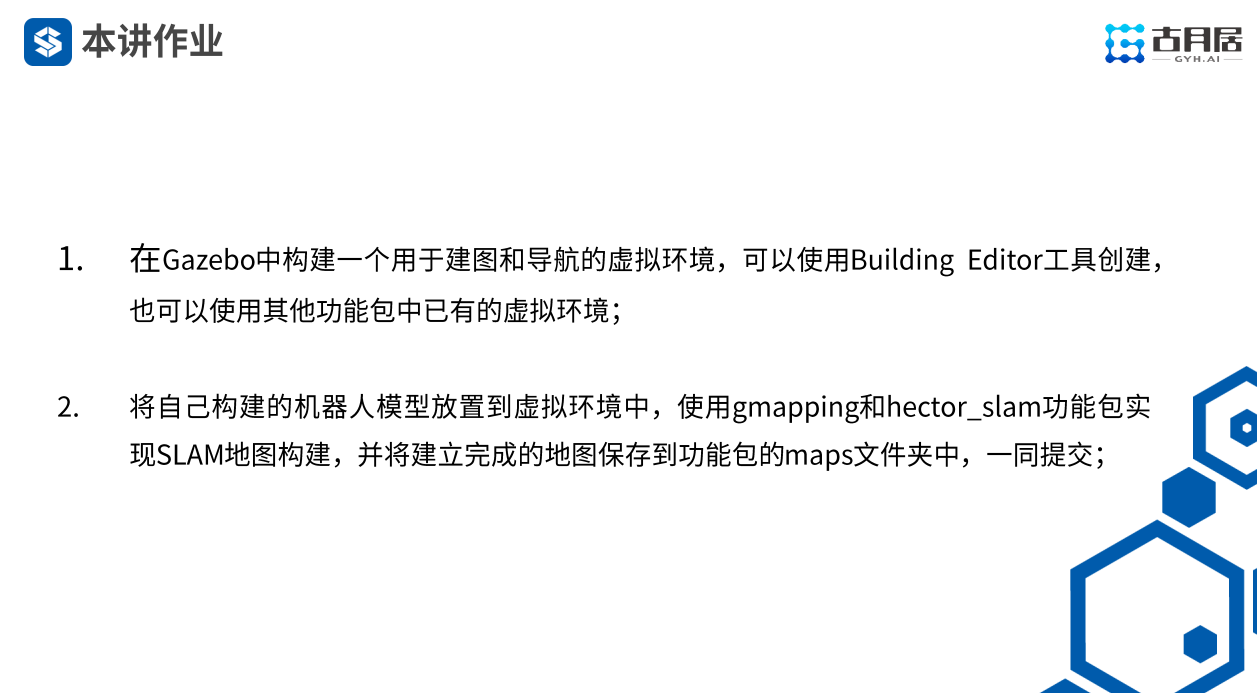 本讲作业
古月居
GYH.AI
1. 在Gazebo中构建一个用于建图和导航的虚拟环境，可以使用Building Editor工具创建，
也可以使用其他功能包中已有的虚拟环境；
2. 将自己构建的机器人模型放置到虚拟环境中，使用gmapping和hector_slam功能包实
现SLAM地图构建，并将建立完成的地图保存到功能包的maps文件夹中，一同提交；